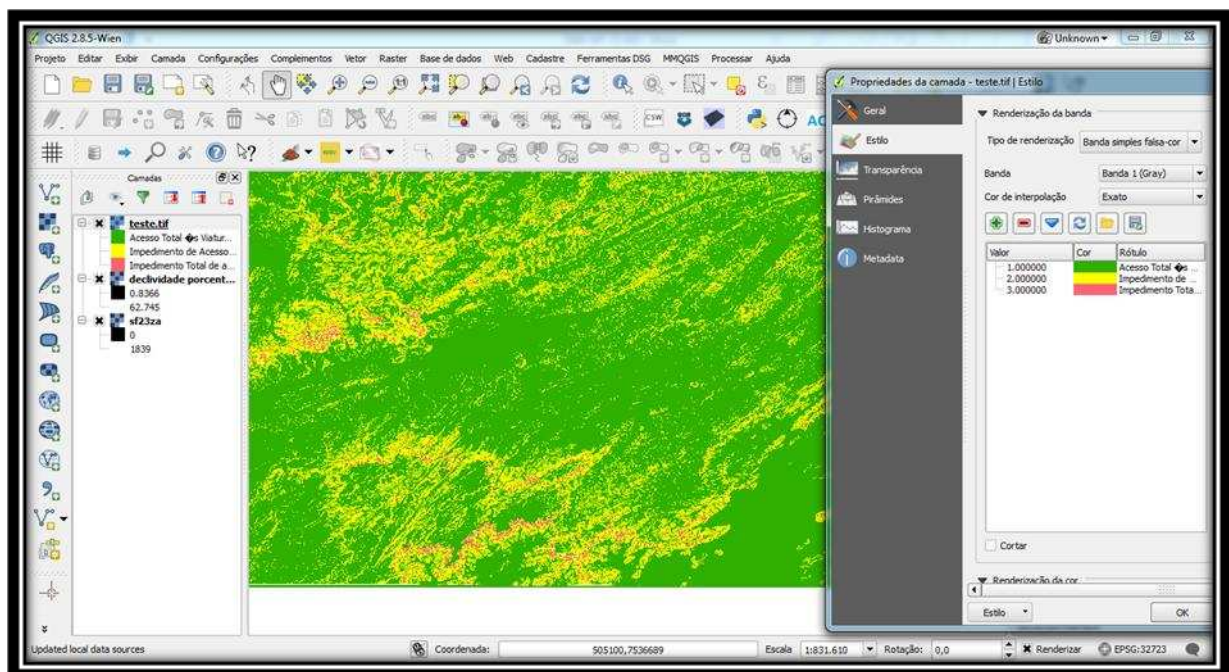 QGIS 2.8.5-Wien
Unknown
Projeto Editar Exibir Camada Configurações Complementos Vetor Raster Base de dados Web Cadastre Ferramentas DSG MMQGIS Processar Ajuda
Propriedades da camada - teste.tif | Estilo
Geral
Estilo
Transparência
Pirâmides
Histograma
Metadata
Renderização da banda
Tipo de renderização Banda simples falsa-cor
Banda Banda 1 (Gray)
Cor de interpolação Exato
Valor Cor Rótulo
1.000000 Acesso Total �s ...
2.000000 Impedimento de ...
3.000000 Impedimento Tota...
Cortar
Renderização da cor
Estilo OK
CSW
Camadas
teste.tif
Acesso Total �s Viatur...
Impedimento de Acesso...
Impedimento Total de a...
declividade porcent...
0.8366
62.745
sf23za
0
1839
Updated local data sources Coordenada: 505100,7536689 Escala 1:831.610 Rotação: 0,0 Renderizar EPSG:32723